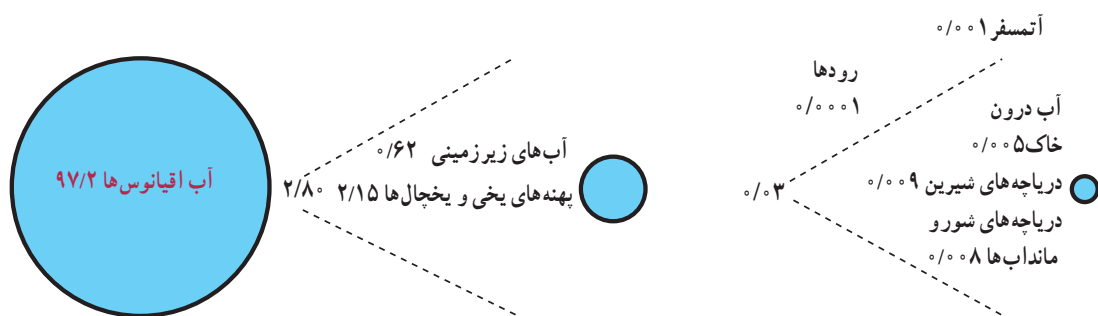 آتمسفر ۰/۰۰۱
رودها
۰/۰۰۰۱
آب درون
خاک ۰/۰۰۵
دریاچه‌های شیرین ۰/۰۰۹
دریاچه‌های شور و
مانداب‌ها ۰/۰۰۸
۰/۰۳
آب‌های زیرزمینی ۰/۶۲
پهنه‌های یخی و یخچال‌ها ۲/۱۵
۲/۸۰
آب اقیانوس‌ها ۹۷/۲